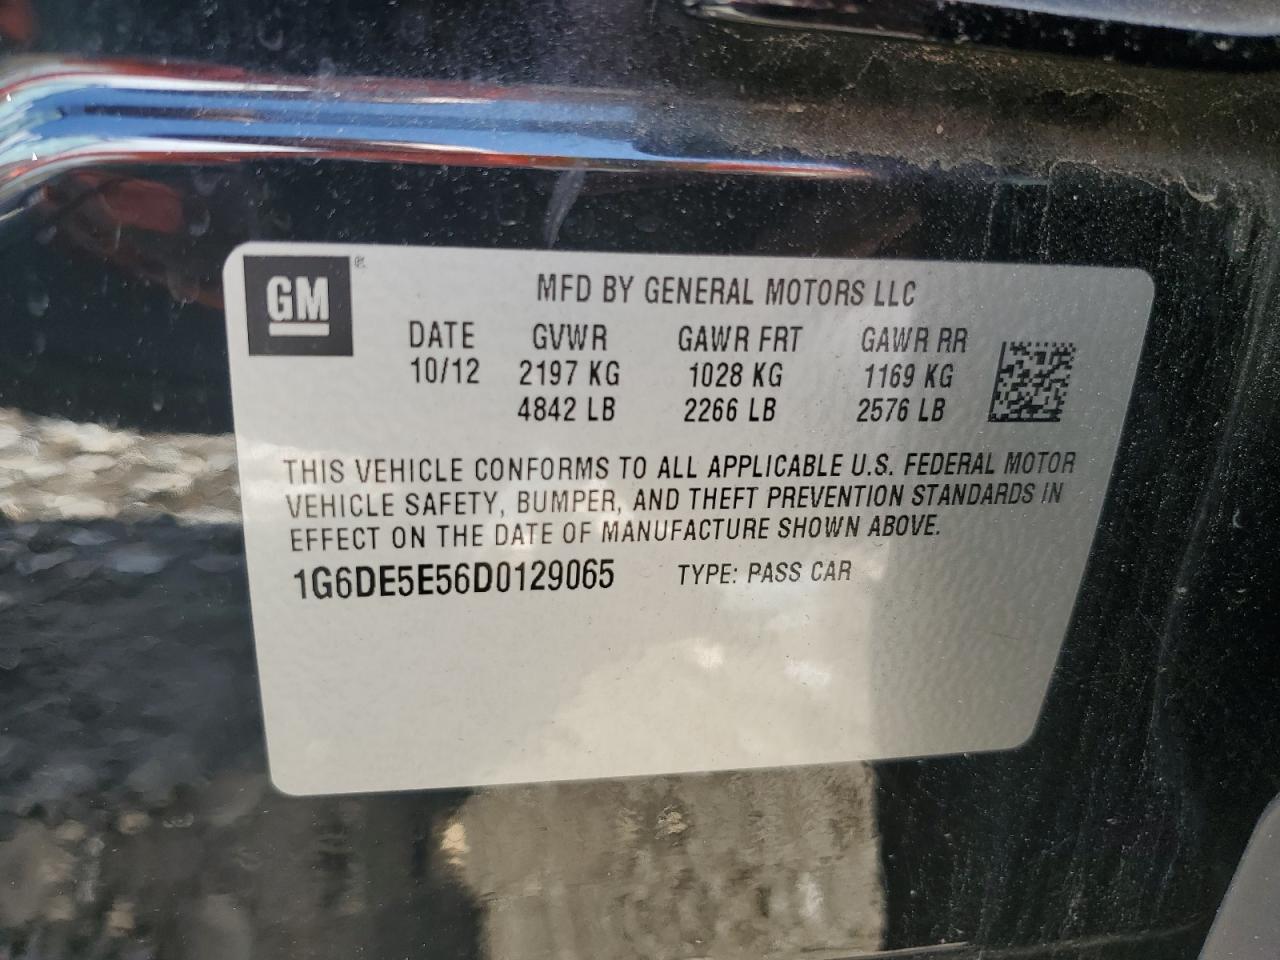 GM ®
MFD BY GENERAL MOTORS LLC
DATE GVWR GAWR FRT GAWR RR
10/12 2197 KG 1028 KG 1169 KG
4842 LB 2266 LB 2576 LB
THIS VEHICLE CONFORMS TO ALL APPLICABLE U.S. FEDERAL MOTOR
VEHICLE SAFETY, BUMPER, AND THEFT PREVENTION STANDARDS IN
EFFECT ON THE DATE OF MANUFACTURE SHOWN ABOVE.
1G6DE5E56D0129065 TYPE: PASS CAR